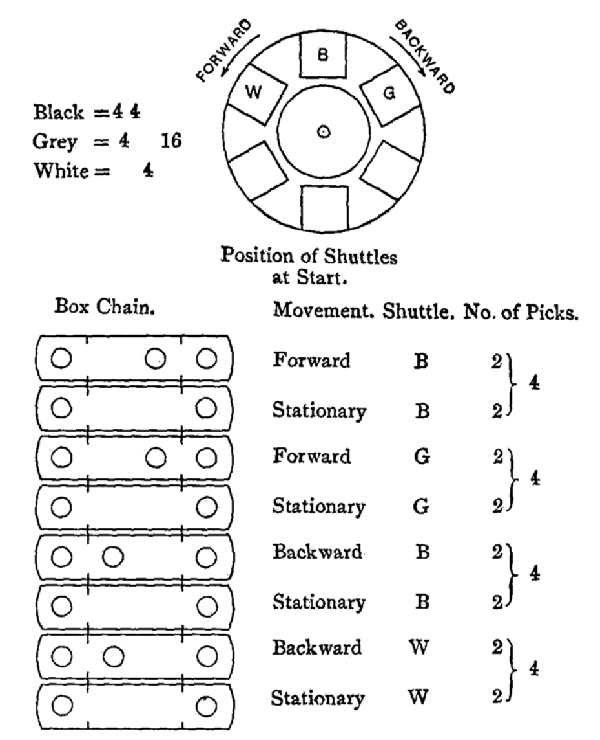 FORWARD
BACKWARD
B
W
G
Black = 4 4
Grey = 4 16
White = 4
Position of Shuttles
at Start.
Box Chain.
Movement. Shuttle. No. of Picks.
Forward B 2
4
Stationary B 2
Forward G 2
4
Stationary G 2
Backward B 2
4
Stationary B 2
Backward W 2
4
Stationary W 2